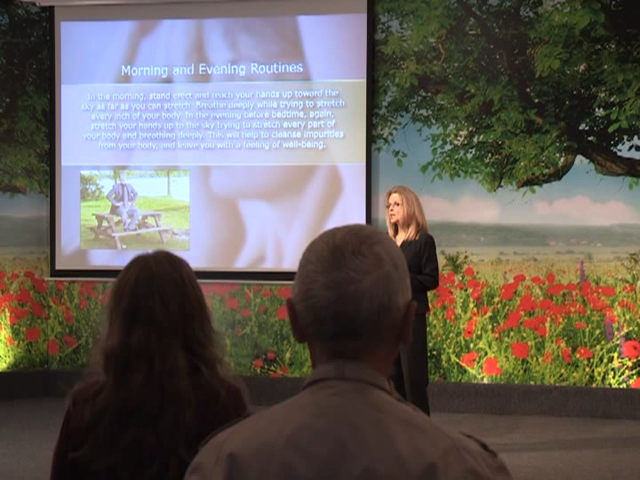 Morning and Evening Routines
In the morning, stand erect and reach your hands up toward the
sky as far as you can stretch. Breathe deeply while trying to stretch
every inch of your body. In the evening before bedtime, again,
stretch your hands up to the sky trying to stretch every part of
your body and breathing deeply. This will help to cleanse impurities
from your body, and leave you with a feeling of well-being.